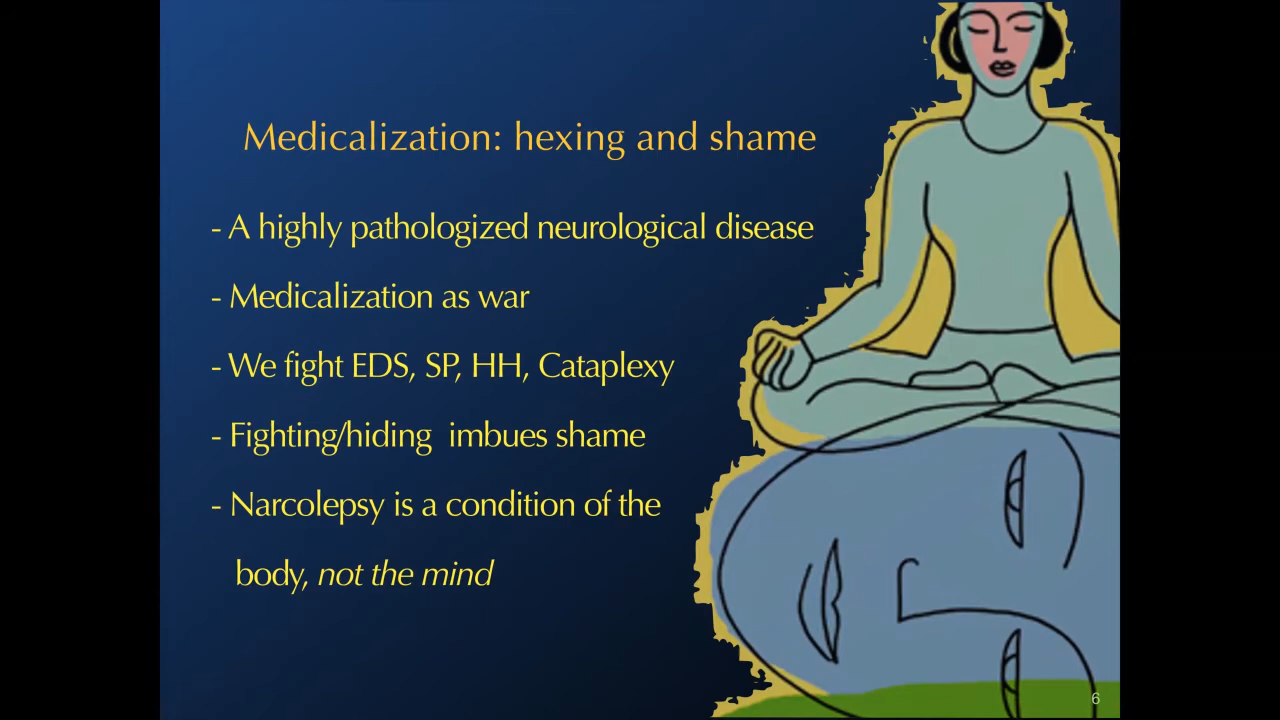 Medicalization: hexing and shame
- A highly pathologized neurological disease
- Medicalization as war
- We fight EDS, SP, HH, Cataplexy
- Fighting/hiding  imbues shame
- Narcolepsy is a condition of the
body, not the mind
6